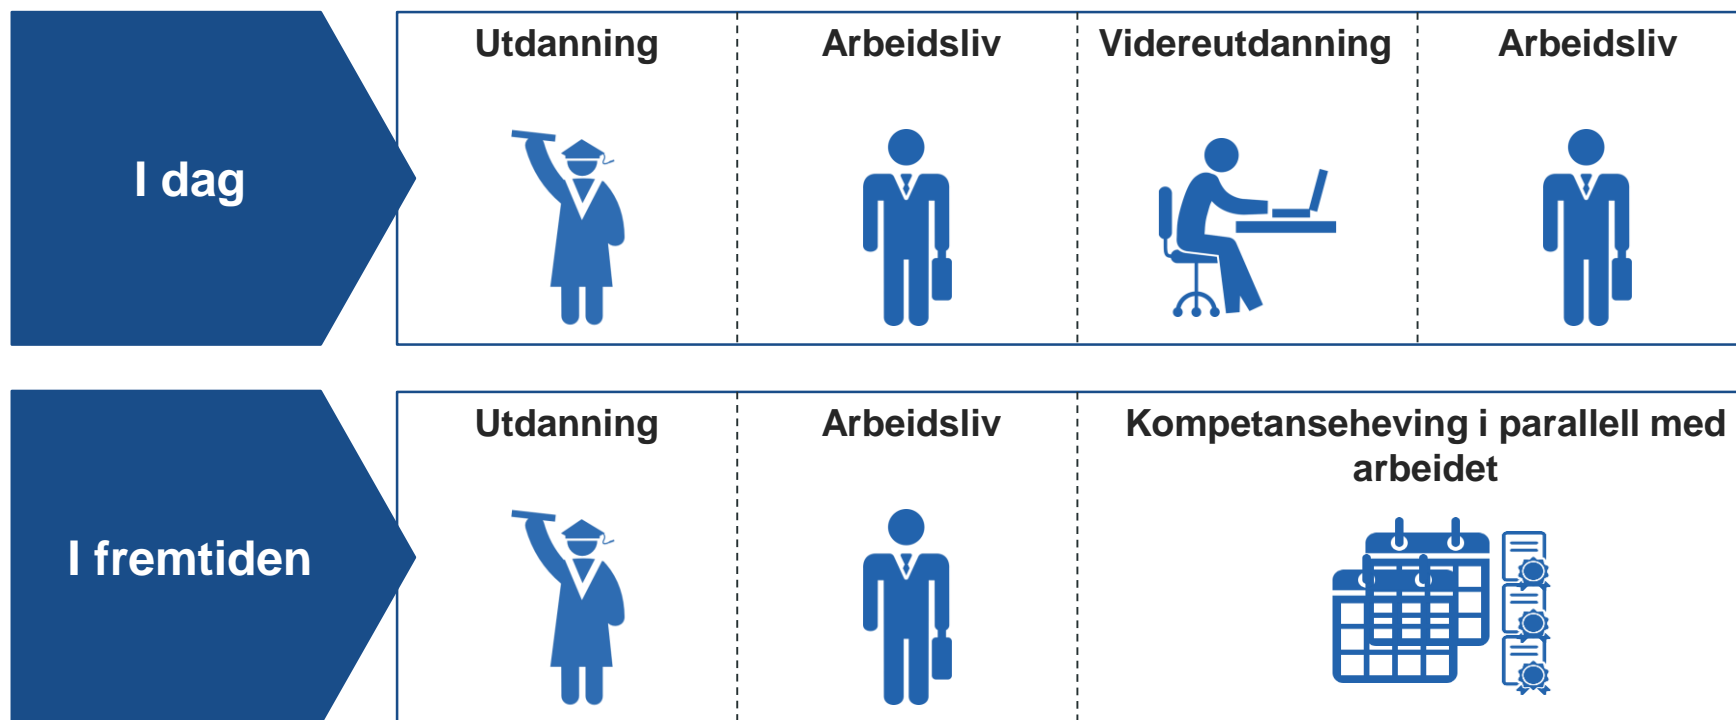 I dag
Utdanning
Arbeidsliv
Videreutdanning
Arbeidsliv
I fremtiden
Utdanning
Arbeidsliv
Kompetanseheving i parallell med
arbeidet